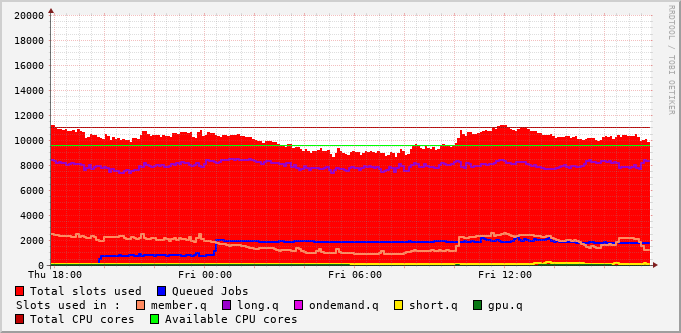 20000
18000
16000
14000
12000
10000
8000
6000
4000
2000
0
Thu 18:00 Fri 00:00 Fri 06:00 Fri 12:00
Total slots used Queued Jobs
Slots used in : member.q long.q ondemand.q short.q gpu.q
Total CPU cores Available CPU cores
RRDTOOL / TOBI OETIKER